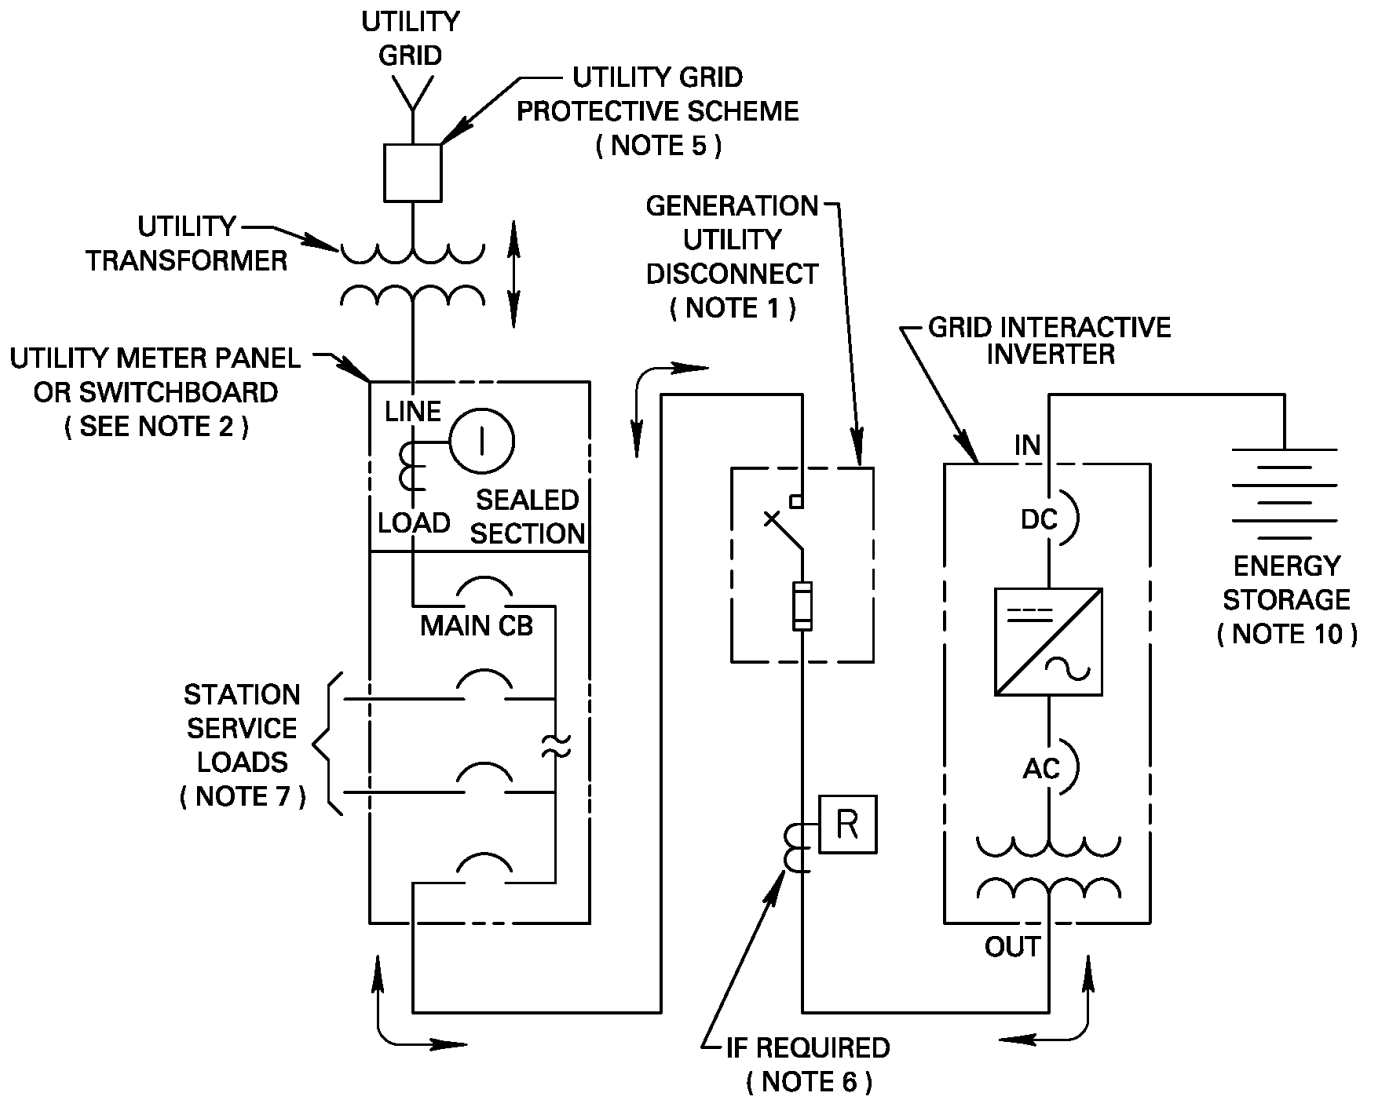 UTILITY
GRID
UTILITY GRID
PROTECTIVE SCHEME
( NOTE 5 )
UTILITY
TRANSFORMER
GENERATION
UTILITY
DISCONNECT
( NOTE 1 )
GRID INTERACTIVE
INVERTER
UTILITY METER PANEL
OR SWITCHBOARD
( SEE NOTE 2 )
LINE
I
LOAD
SEALED
SECTION
MAIN CB
STATION
SERVICE
LOADS
( NOTE 7 )
R
IF REQUIRED
( NOTE 6 )
IN
DC
AC
OUT
ENERGY
STORAGE
( NOTE 10 )